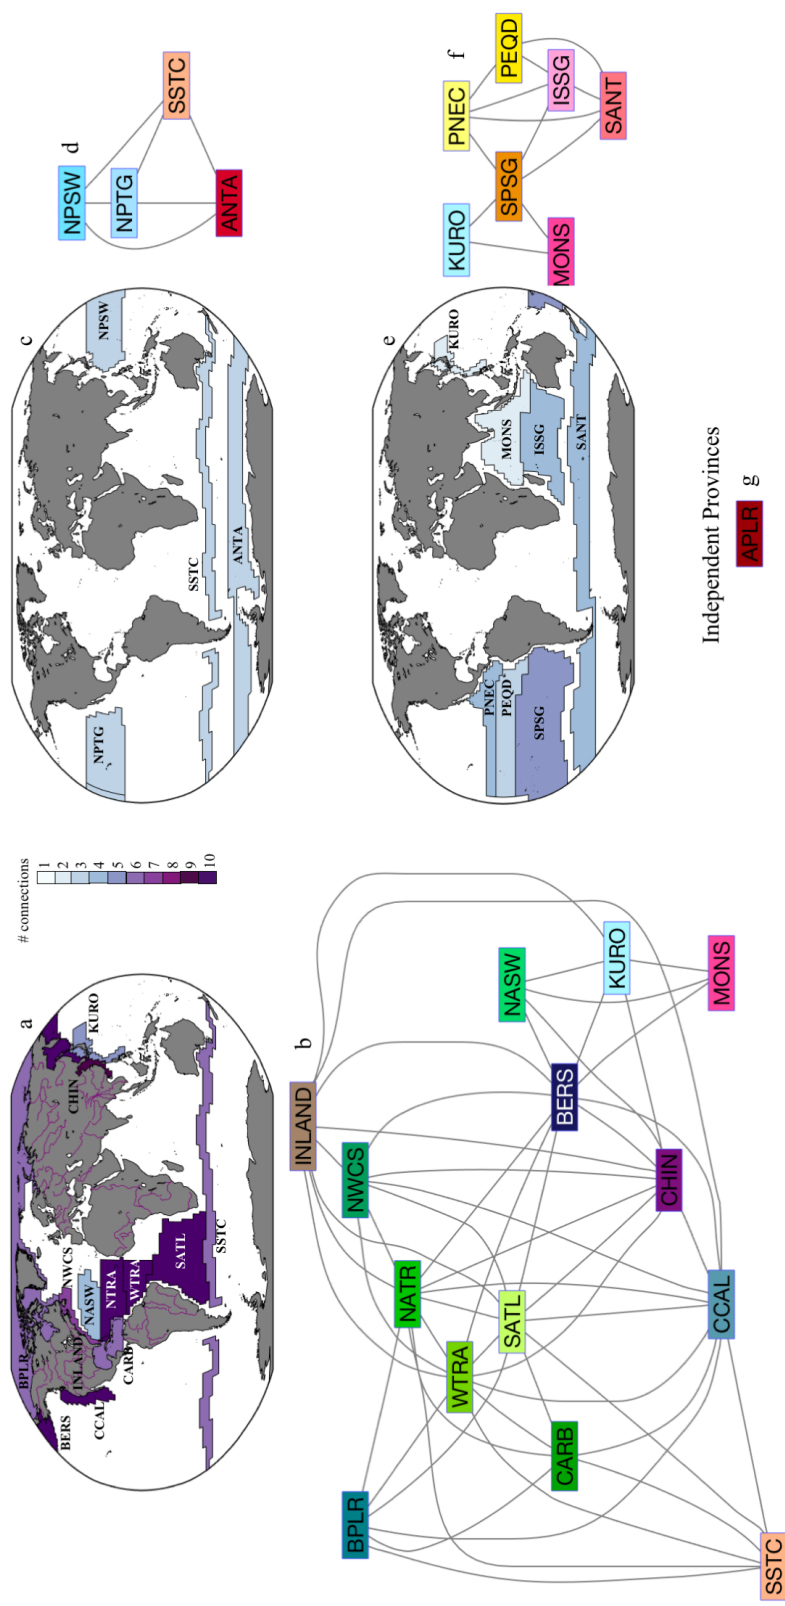 a
# connections
1
2
3
4
5
6
7
8
9
10
BPLR
BERS
CCAL
INLAND
NWCS
NASW
NTRA
WTRA
CARB
SATL
SSTC
CHIN
KURO
b
INLAND
BPLR
NWCS
NATR
WTRA
SATL
NASW
CARB
BERS
KURO
CHIN
CCAL
MONS
SSTC
c
NPTG
NPSW
SSTC
ANTA
d
NPSW
NPTG
SSTC
ANTA
e
KURO
PNEC
PEQD
SPSG
MONS
ISSG
SANT
f
KURO
PNEC
SPSG
PEQD
MONS
ISSG
SANT
Independent Provinces
APLR
g